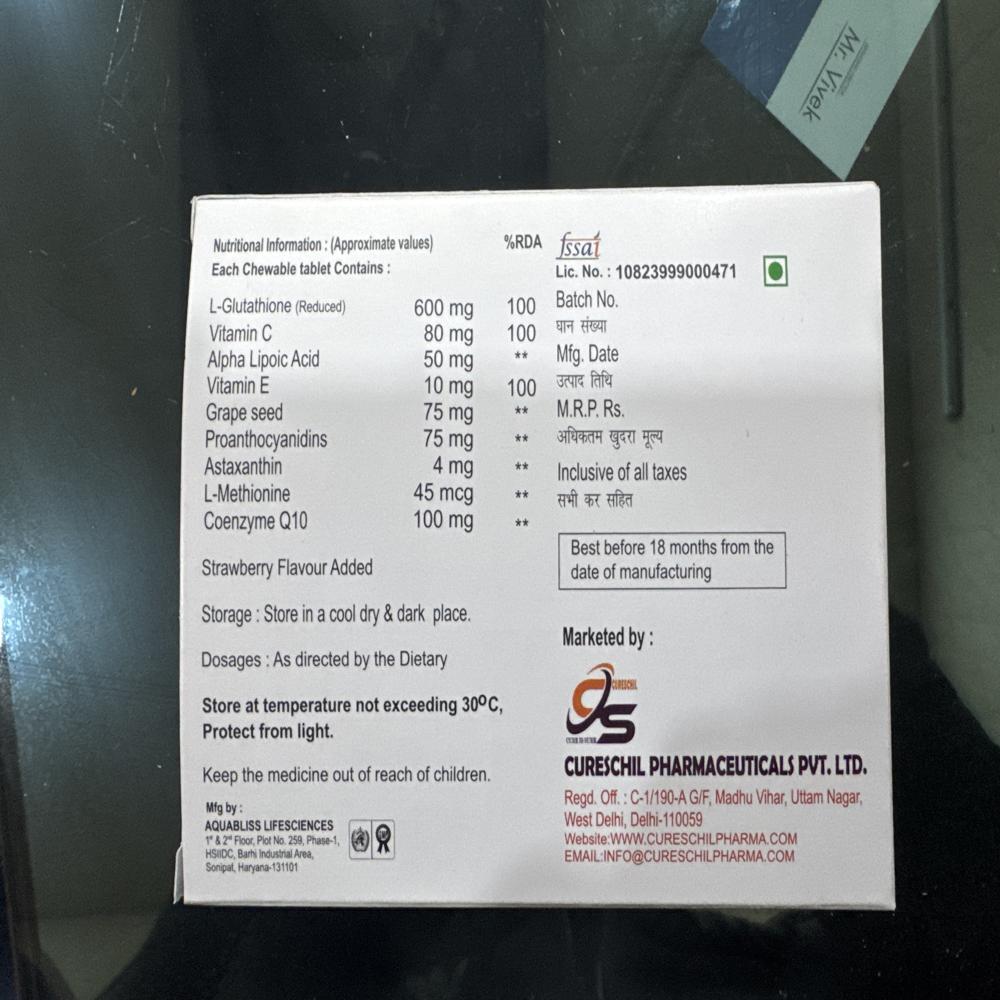 Mr. Vivek
Nutritional Information : (Approximate values) %RDA
Each Chewable tablet Contains :
L-Glutathione (Reduced) 600 mg 100
Vitamin C 80 mg 100
Alpha Lipoic Acid 50 mg **
Vitamin E 10 mg 100
Grape seed 75 mg **
Proanthocyanidins 75 mg **
Astaxanthin 4 mg **
L-Methionine 45 mcg **
Coenzyme Q10 100 mg **
Strawberry Flavour Added
Storage : Store in a cool dry & dark place.
Dosages : As directed by the Dietary
Store at temperature not exceeding 30ºC,
Protect from light.
Keep the medicine out of reach of children.
Mfg by :
AQUABLISS LIFESCIENCES
1st & 2nd Floor, Plot No. 259, Phase-1,
HSIIDC, Barhi Industrial Area,
Sonipat, Haryana-131101
fssai
Lic. No. : 10823999000471
Batch No.
घान संख्या
Mfg. Date
उत्पाद तिथि
M.R.P. Rs.
अधिकतम खुदरा मूल्य
Inclusive of all taxes
सभी कर सहित
Best before 18 months from the
date of manufacturing
Marketed by :
CURESCHIL
CURESCHIL PHARMACEUTICALS PVT. LTD.
Regd. Off. : C-1/190-A G/F, Madhu Vihar, Uttam Nagar,
West Delhi, Delhi-110059
Website:WWW.CURESCHILPHARMA.COM
EMAIL:INFO@CURESCHILPHARMA.COM